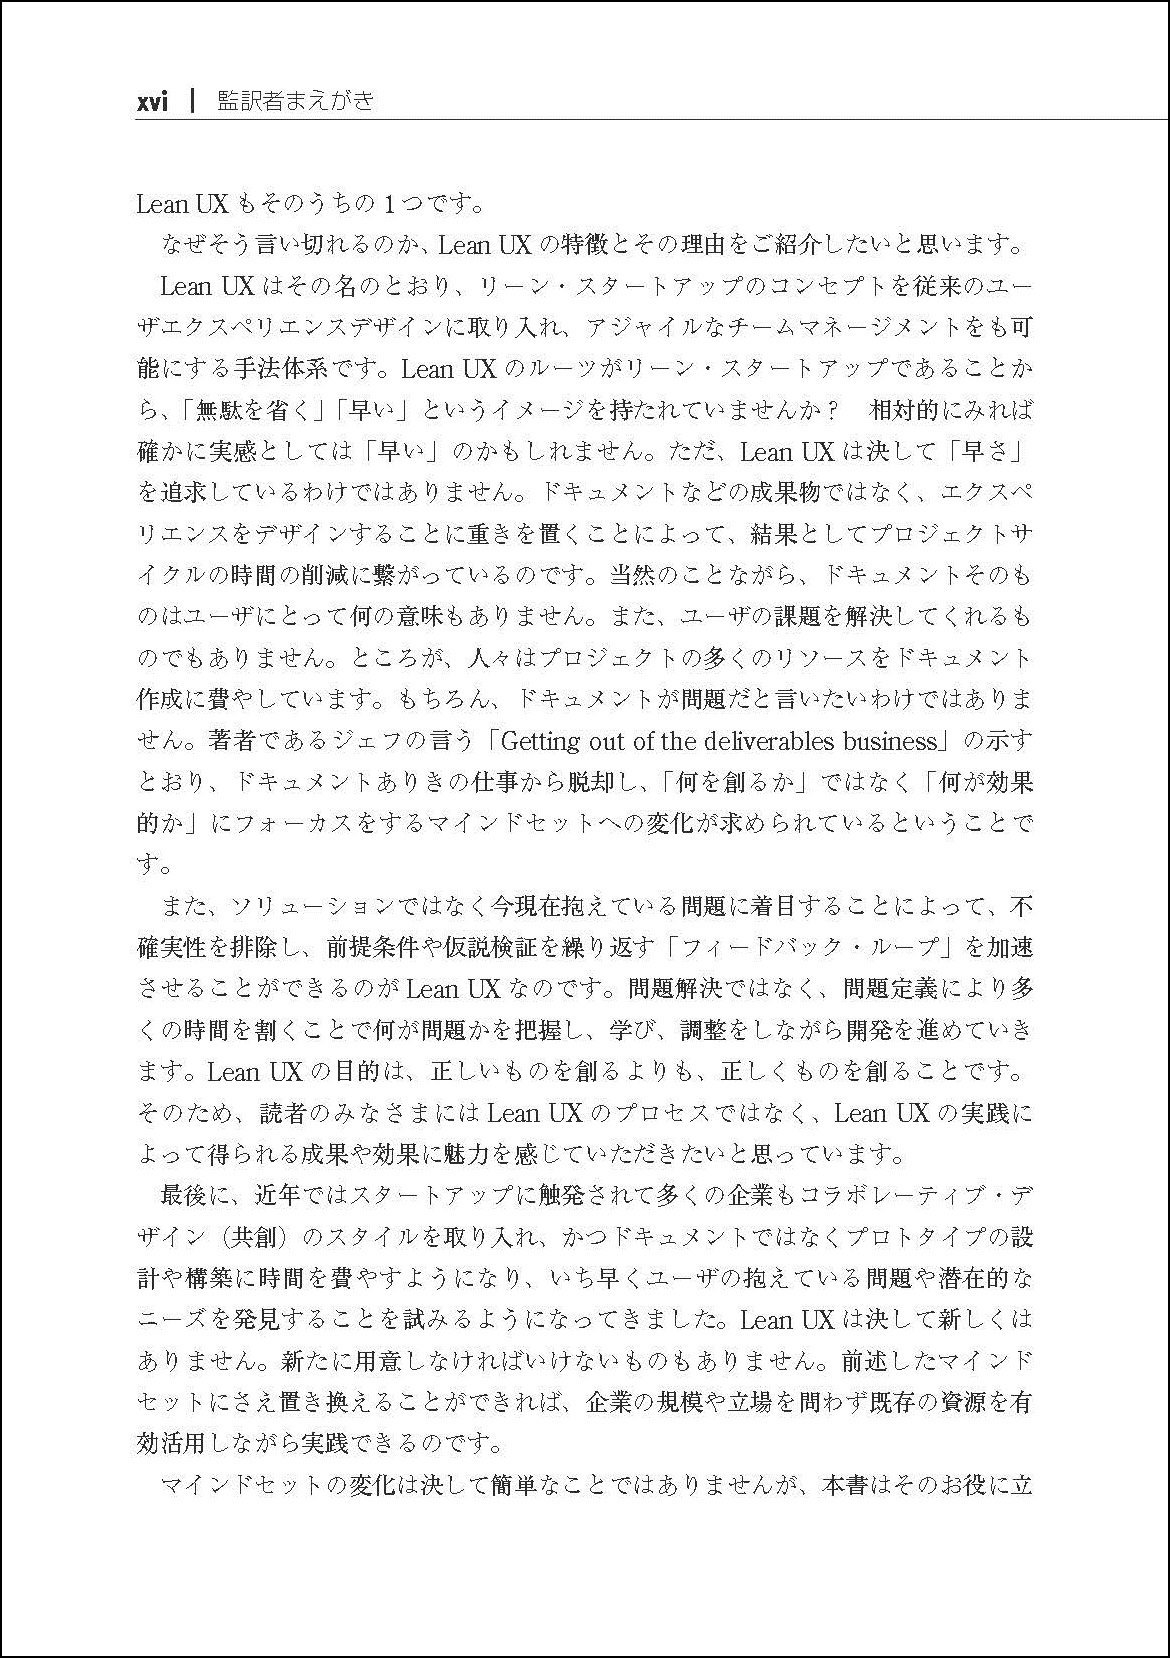 xvi | 監訳者まえがき
Lean UX もそのうちの 1 つです。
なぜそう言い切れるのか、Lean UX の特徴とその理由をご紹介したいと思います。
Lean UX はその名のとおり、リーン・スタートアップのコンセプトを従来のユー
ザエクスペリエンスデザインに取り入れ、アジャイルなチームマネージメントをも可
能にする手法体系です。Lean UX のルーツがリーン・スタートアップであることか
ら、「無駄を省く」「早い」というイメージを持たれていませんか？　相対的にみれば
確かに実感としては「早い」のかもしれません。ただ、Lean UX は決して「早さ」
を追求しているわけではありません。ドキュメントなどの成果物ではなく、エクスペ
リエンスをデザインすることに重きを置くことによって、結果としてプロジェクトサ
イクルの時間の削減に繋がっているのです。当然のことながら、ドキュメントそのも
のはユーザにとって何の意味もありません。また、ユーザの課題を解決してくれるも
のでもありません。ところが、人々はプロジェクトの多くのリソースをドキュメント
作成に費やしています。もちろん、ドキュメントが問題だと言いたいわけではありま
せん。著者であるジェフの言う「Getting out of the deliverables business」の示す
とおり、ドキュメントありきの仕事から脱却し、「何を創るか」ではなく「何が効果
的か」にフォーカスをするマインドセットへの変化が求められているということで
す。
また、ソリューションではなく今現在抱えている問題に着目することによって、不
確実性を排除し、前提条件や仮説検証を繰り返す「フィードバック・ループ」を加速
させることができるのが Lean UX なのです。問題解決ではなく、問題定義により多
くの時間を割くことで何が問題かを把握し、学び、調整をしながら開発を進めていき
ます。Lean UX の目的は、正しいものを創るよりも、正しくものを創ることです。
そのため、読者のみなさまには Lean UX のプロセスではなく、Lean UX の実践に
よって得られる成果や効果に魅力を感じていただきたいと思っています。
最後に、近年ではスタートアップに触発されて多くの企業もコラボレーティブ・デ
ザイン（共創）のスタイルを取り入れ、かつドキュメントではなくプロトタイプの設
計や構築に時間を費やすようになり、いち早くユーザの抱えている問題や潜在的な
ニーズを発見することを試みるようになってきました。Lean UX は決して新しくは
ありません。新たに用意しなければいけないものもありません。前述したマインド
セットにさえ置き換えることができれば、企業の規模や立場を問わず既存の資源を有
効活用しながら実践できるのです。
マインドセットの変化は決して簡単なことではありませんが、本書はそのお役に立